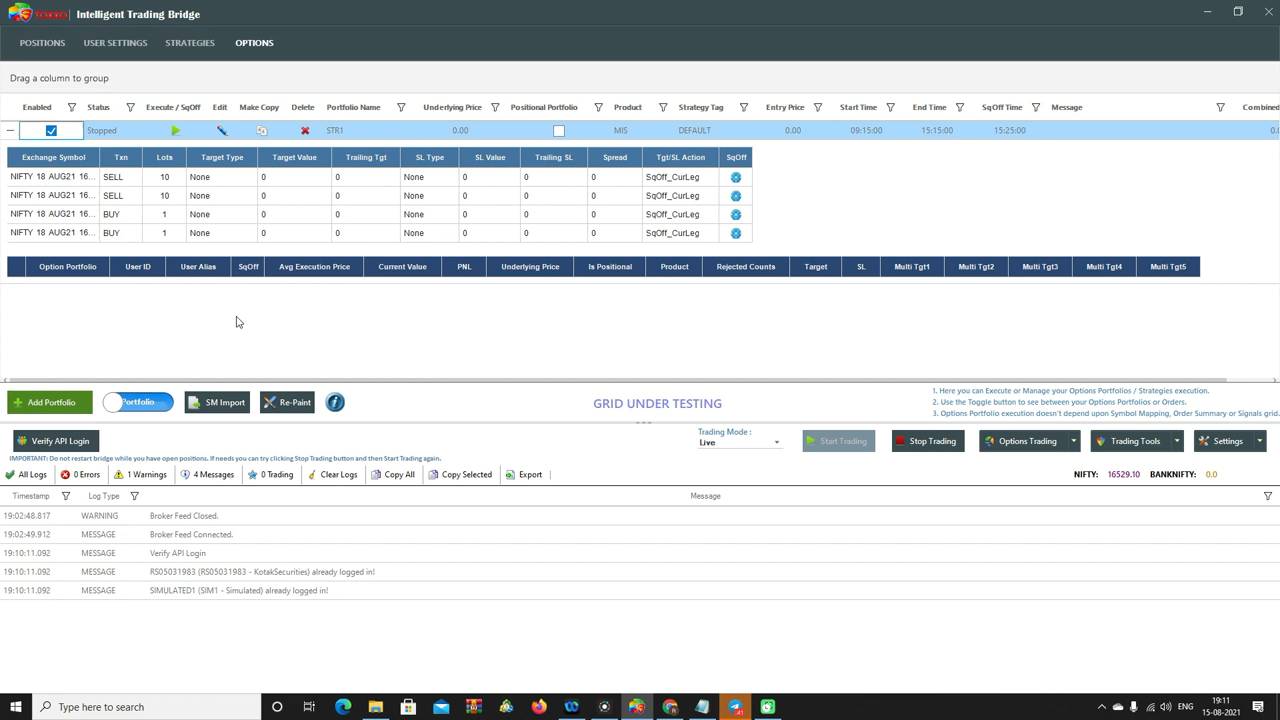 Intelligent Trading Bridge
POSITIONS USER SETTINGS STRATEGIES OPTIONS
Drag a column to group
Enabled Status Execute / SqOff Edit Make Copy Delete Portfolio Name Underlying Price Positional Portfolio Product Strategy Tag Entry Price Start Time End Time SqOff Time Message Combined
Stopped STR1 0.00 MIS DEFAULT 0.00 09:15:00 15:15:00 15:25:00
Exchange Symbol Txn Lots Target Type Target Value Trailing Tgt SL Type SL Value Trailing SL Spread Tgt/SL Action SqOff
NIFTY 18 AUG21 16... SELL 10 None 0 0 None 0 0 0 SqOff_CurLeg
NIFTY 18 AUG21 16... SELL 10 None 0 0 None 0 0 0 SqOff_CurLeg
NIFTY 18 AUG21 16... BUY 1 None 0 0 None 0 0 0 SqOff_CurLeg
NIFTY 18 AUG21 16... BUY 1 None 0 0 None 0 0 0 SqOff_CurLeg
Option Portfolio User ID User Alias SqOff Avg Execution Price Current Value PNL Underlying Price Is Positional Product Rejected Counts Target SL Multi Tgt1 Multi Tgt2 Multi Tgt3 Multi Tgt4 Multi Tgt5
Add Portfolio Portfolio SM Import Re-Paint GRID UNDER TESTING
1. Here you can Execute or Manage your Options Portfolios / Strategies execution.
2. Use the Toggle button to see between your Options Portfolios or Orders.
3. Options Portfolio execution doesn't depend upon Symbol Mapping, Order Summary or Signals grid.
Verify API Login Trading Mode : Live Start Trading Stop Trading Options Trading Trading Tools Settings
IMPORTANT: Do not restart bridge while you have open positions. If needs you can try clicking Stop Trading button and then Start Trading again.
All Logs 0 Errors 1 Warnings 4 Messages 0 Trading Clear Logs Copy All Copy Selected Export NIFTY: 16529.10 BANKNIFTY: 0.0
Timestamp Log Type Message
19:02:48.817 WARNING Broker Feed Closed.
19:02:49.912 MESSAGE Broker Feed Connected.
19:10:11.092 MESSAGE Verify API Login
19:10:11.092 MESSAGE RS05031983 (RS05031983 - KotakSecurities) already logged in!
19:10:11.092 MESSAGE SIMULATED1 (SIM1 - Simulated) already logged in!
Type here to search ENG 19:11
15-08-2021